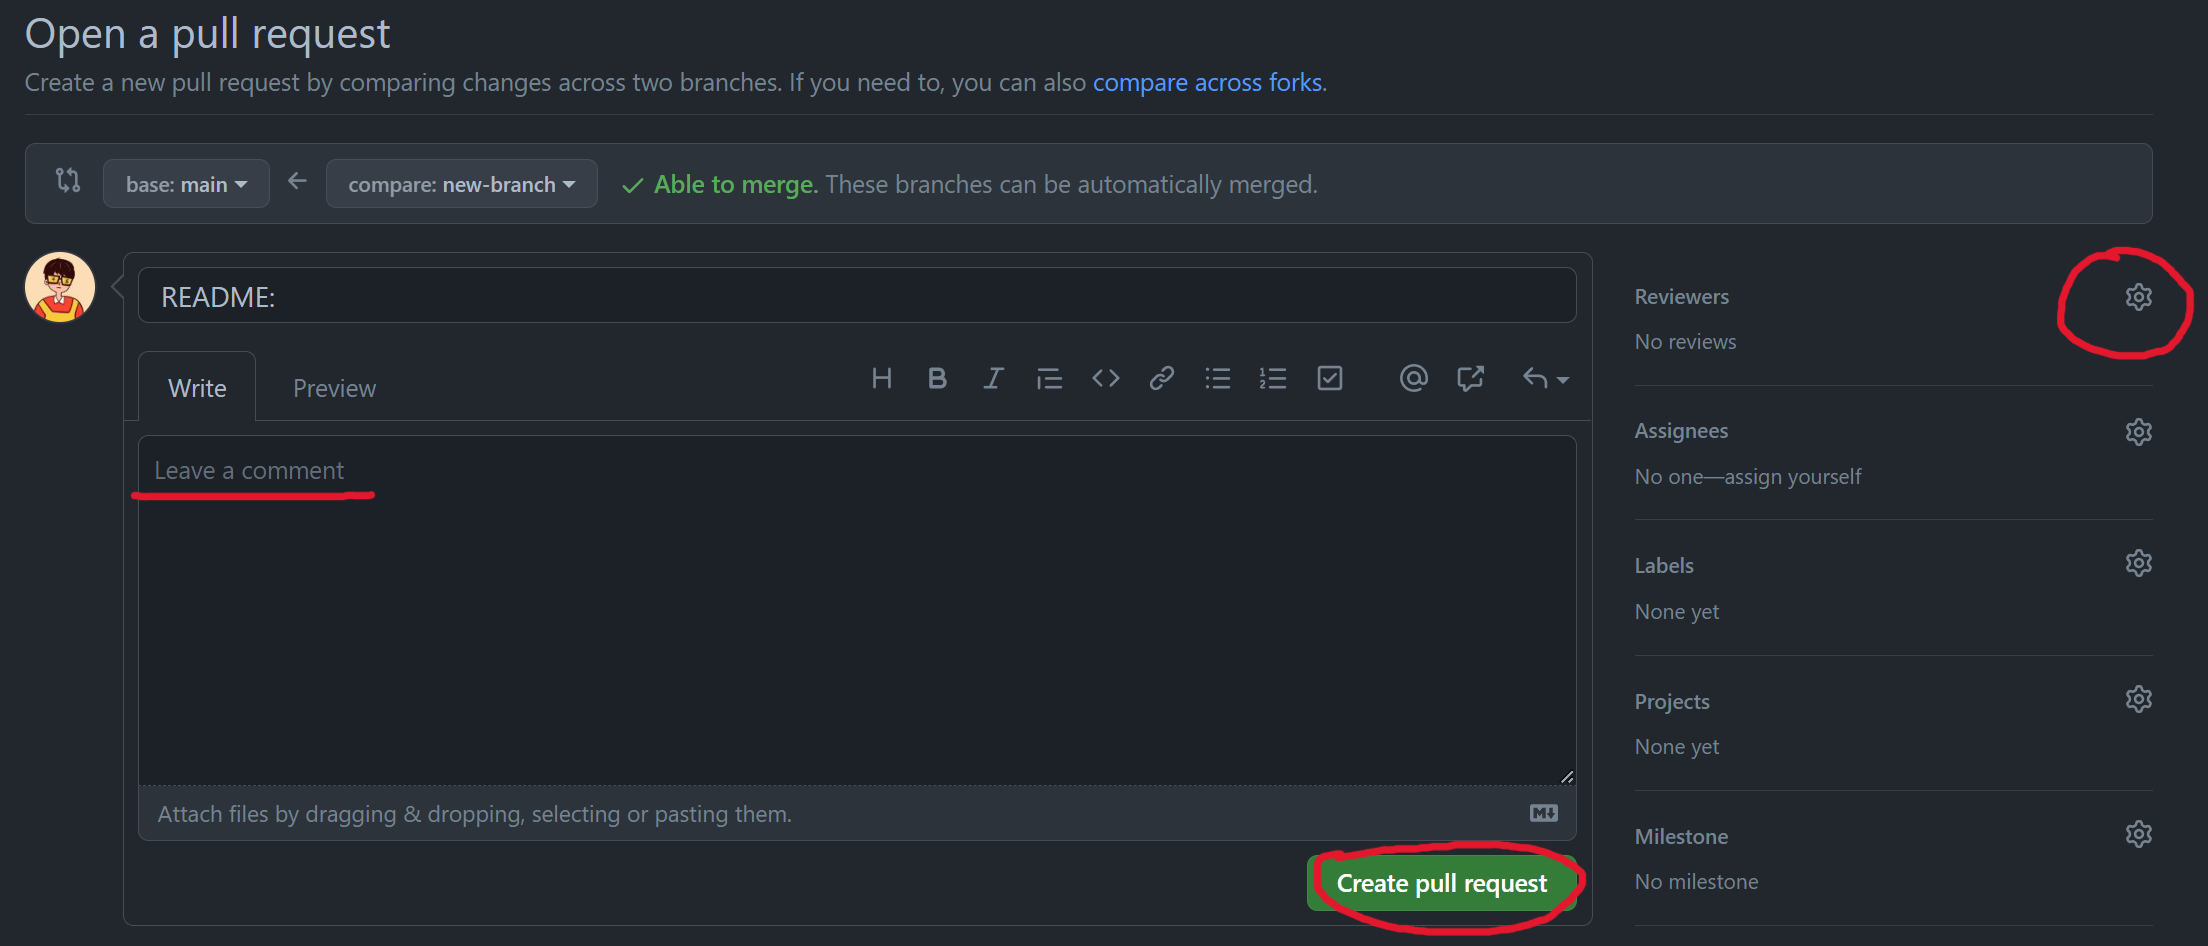 Open a pull request
Create a new pull request by comparing changes across two branches. If you need to, you can also compare across forks.
base: main
compare: new-branch
Able to merge. These branches can be automatically merged.
README:
Write
Preview
Leave a comment
Attach files by dragging & dropping, selecting or pasting them.
Create pull request
Reviewers
No reviews
Assignees
No one—assign yourself
Labels
None yet
Projects
None yet
Milestone
No milestone